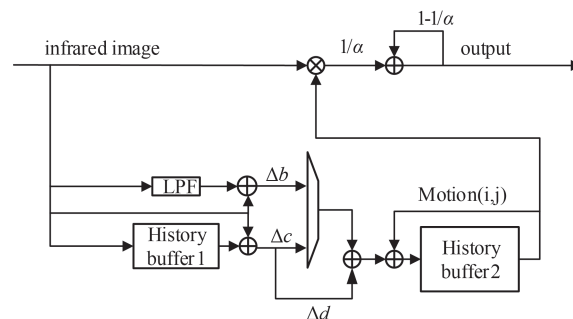 1-1/α
infrared image
1/α
output
LPF
Δb
Motion(i,j)
History
buffer1
Δc
History
buffer2
Δd